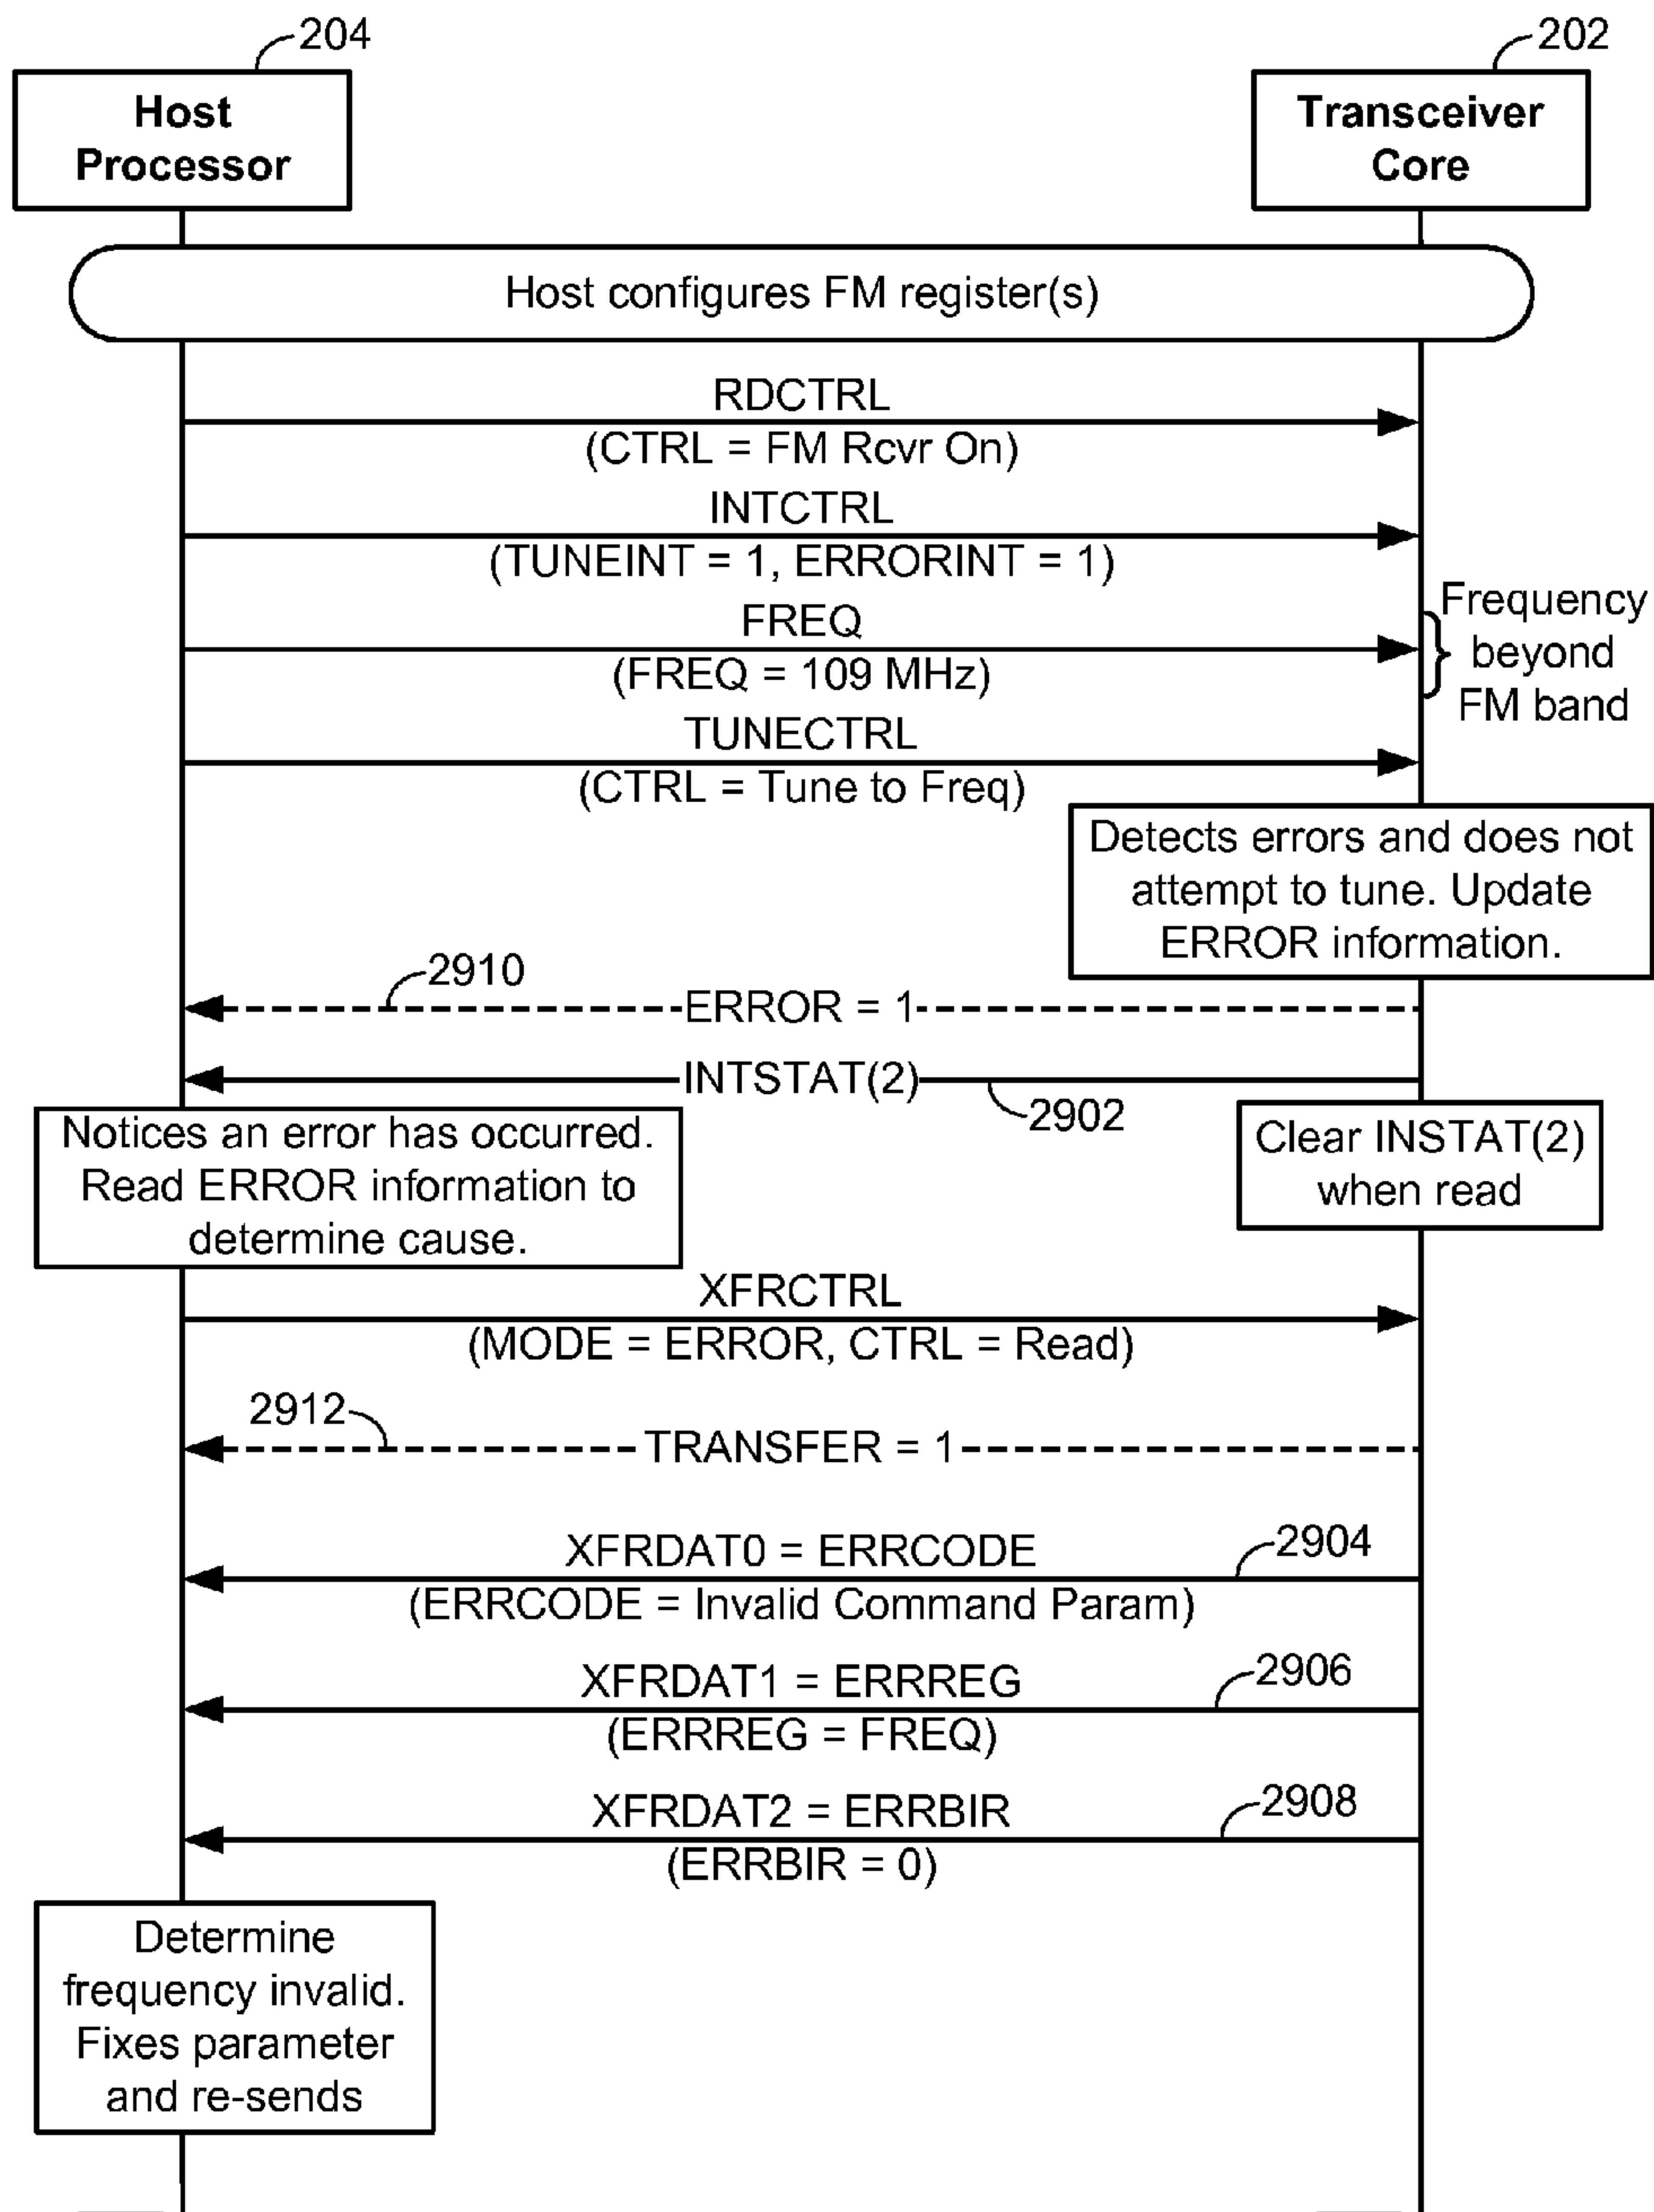 204
202
Host
Processor
Transceiver
Core
Host configures FM register(s)
RDCTRL
(CTRL = FM Rcvr On)
INTCTRL
(TUNEINT = 1, ERRORINT = 1)
FREQ
(FREQ = 109 MHz)
Frequency
beyond
FM band
TUNECTRL
(CTRL = Tune to Freq)
Detects errors and does not
attempt to tune. Update
ERROR information.
2910
ERROR = 1
INTSTAT(2)
2902
Notices an error has occurred.
Read ERROR information to
determine cause.
Clear INSTAT(2)
when read
XFRCTRL
(MODE = ERROR, CTRL = Read)
2912
TRANSFER = 1
XFRDAT0 = ERRCODE
2904
(ERRCODE = Invalid Command Param)
XFRDAT1 = ERRREG
2906
(ERRREG = FREQ)
XFRDAT2 = ERRBIR
2908
(ERRBIR = 0)
Determine
frequency invalid.
Fixes parameter
and re-sends